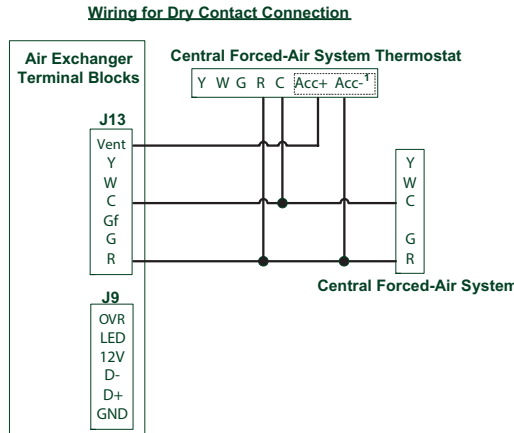 Wiring for Dry Contact Connection
Air Exchanger
Terminal Blocks
Central Forced-Air System Thermostat
Y W G R C Acc+ Acc-1
J13
Vent
Y
W
C
Gf
G
R
Y
W
C
G
R
Central Forced-Air System
J9
OVR
LED
12V
D-
D+
GND